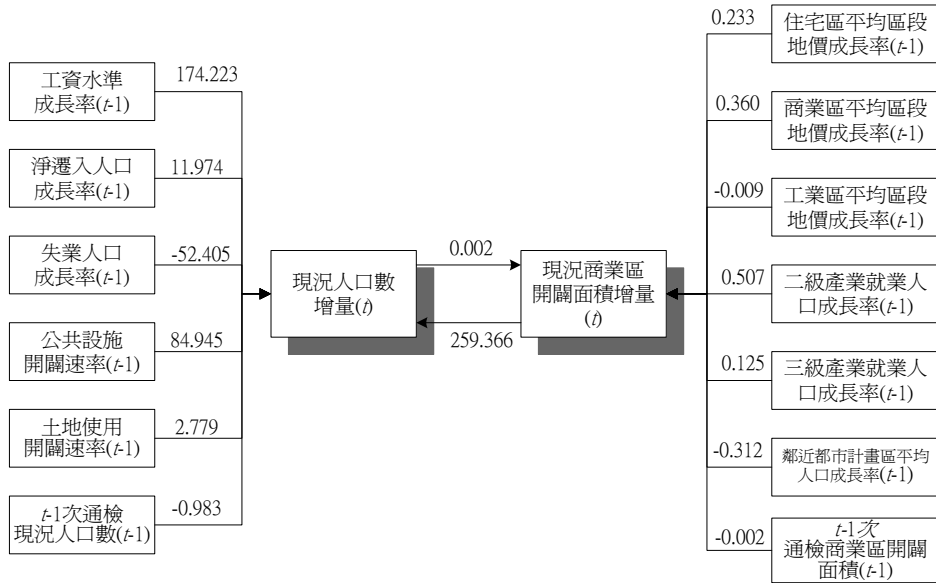 工資水準
成長率(t-1)
174.223
淨遷入人口
成長率(t-1)
11.974
失業人口
成長率(t-1)
-52.405
公共設施
開闢速率(t-1)
84.945
土地使用
開闢速率(t-1)
2.779
t-1次通檢
現況人口數(t-1)
-0.983
現況人口數
增量(t)
0.002
259.366
現況商業區
開闢面積增量
(t)
0.233
住宅區平均區段
地價成長率(t-1)
0.360
商業區平均區段
地價成長率(t-1)
-0.009
工業區平均區段
地價成長率(t-1)
0.507
二級產業就業人
口成長率(t-1)
0.125
三級產業就業人
口成長率(t-1)
-0.312
鄰近都市計畫區平均
人口成長率(t-1)
-0.002
t-1次
通檢商業區開闢
面積(t-1)